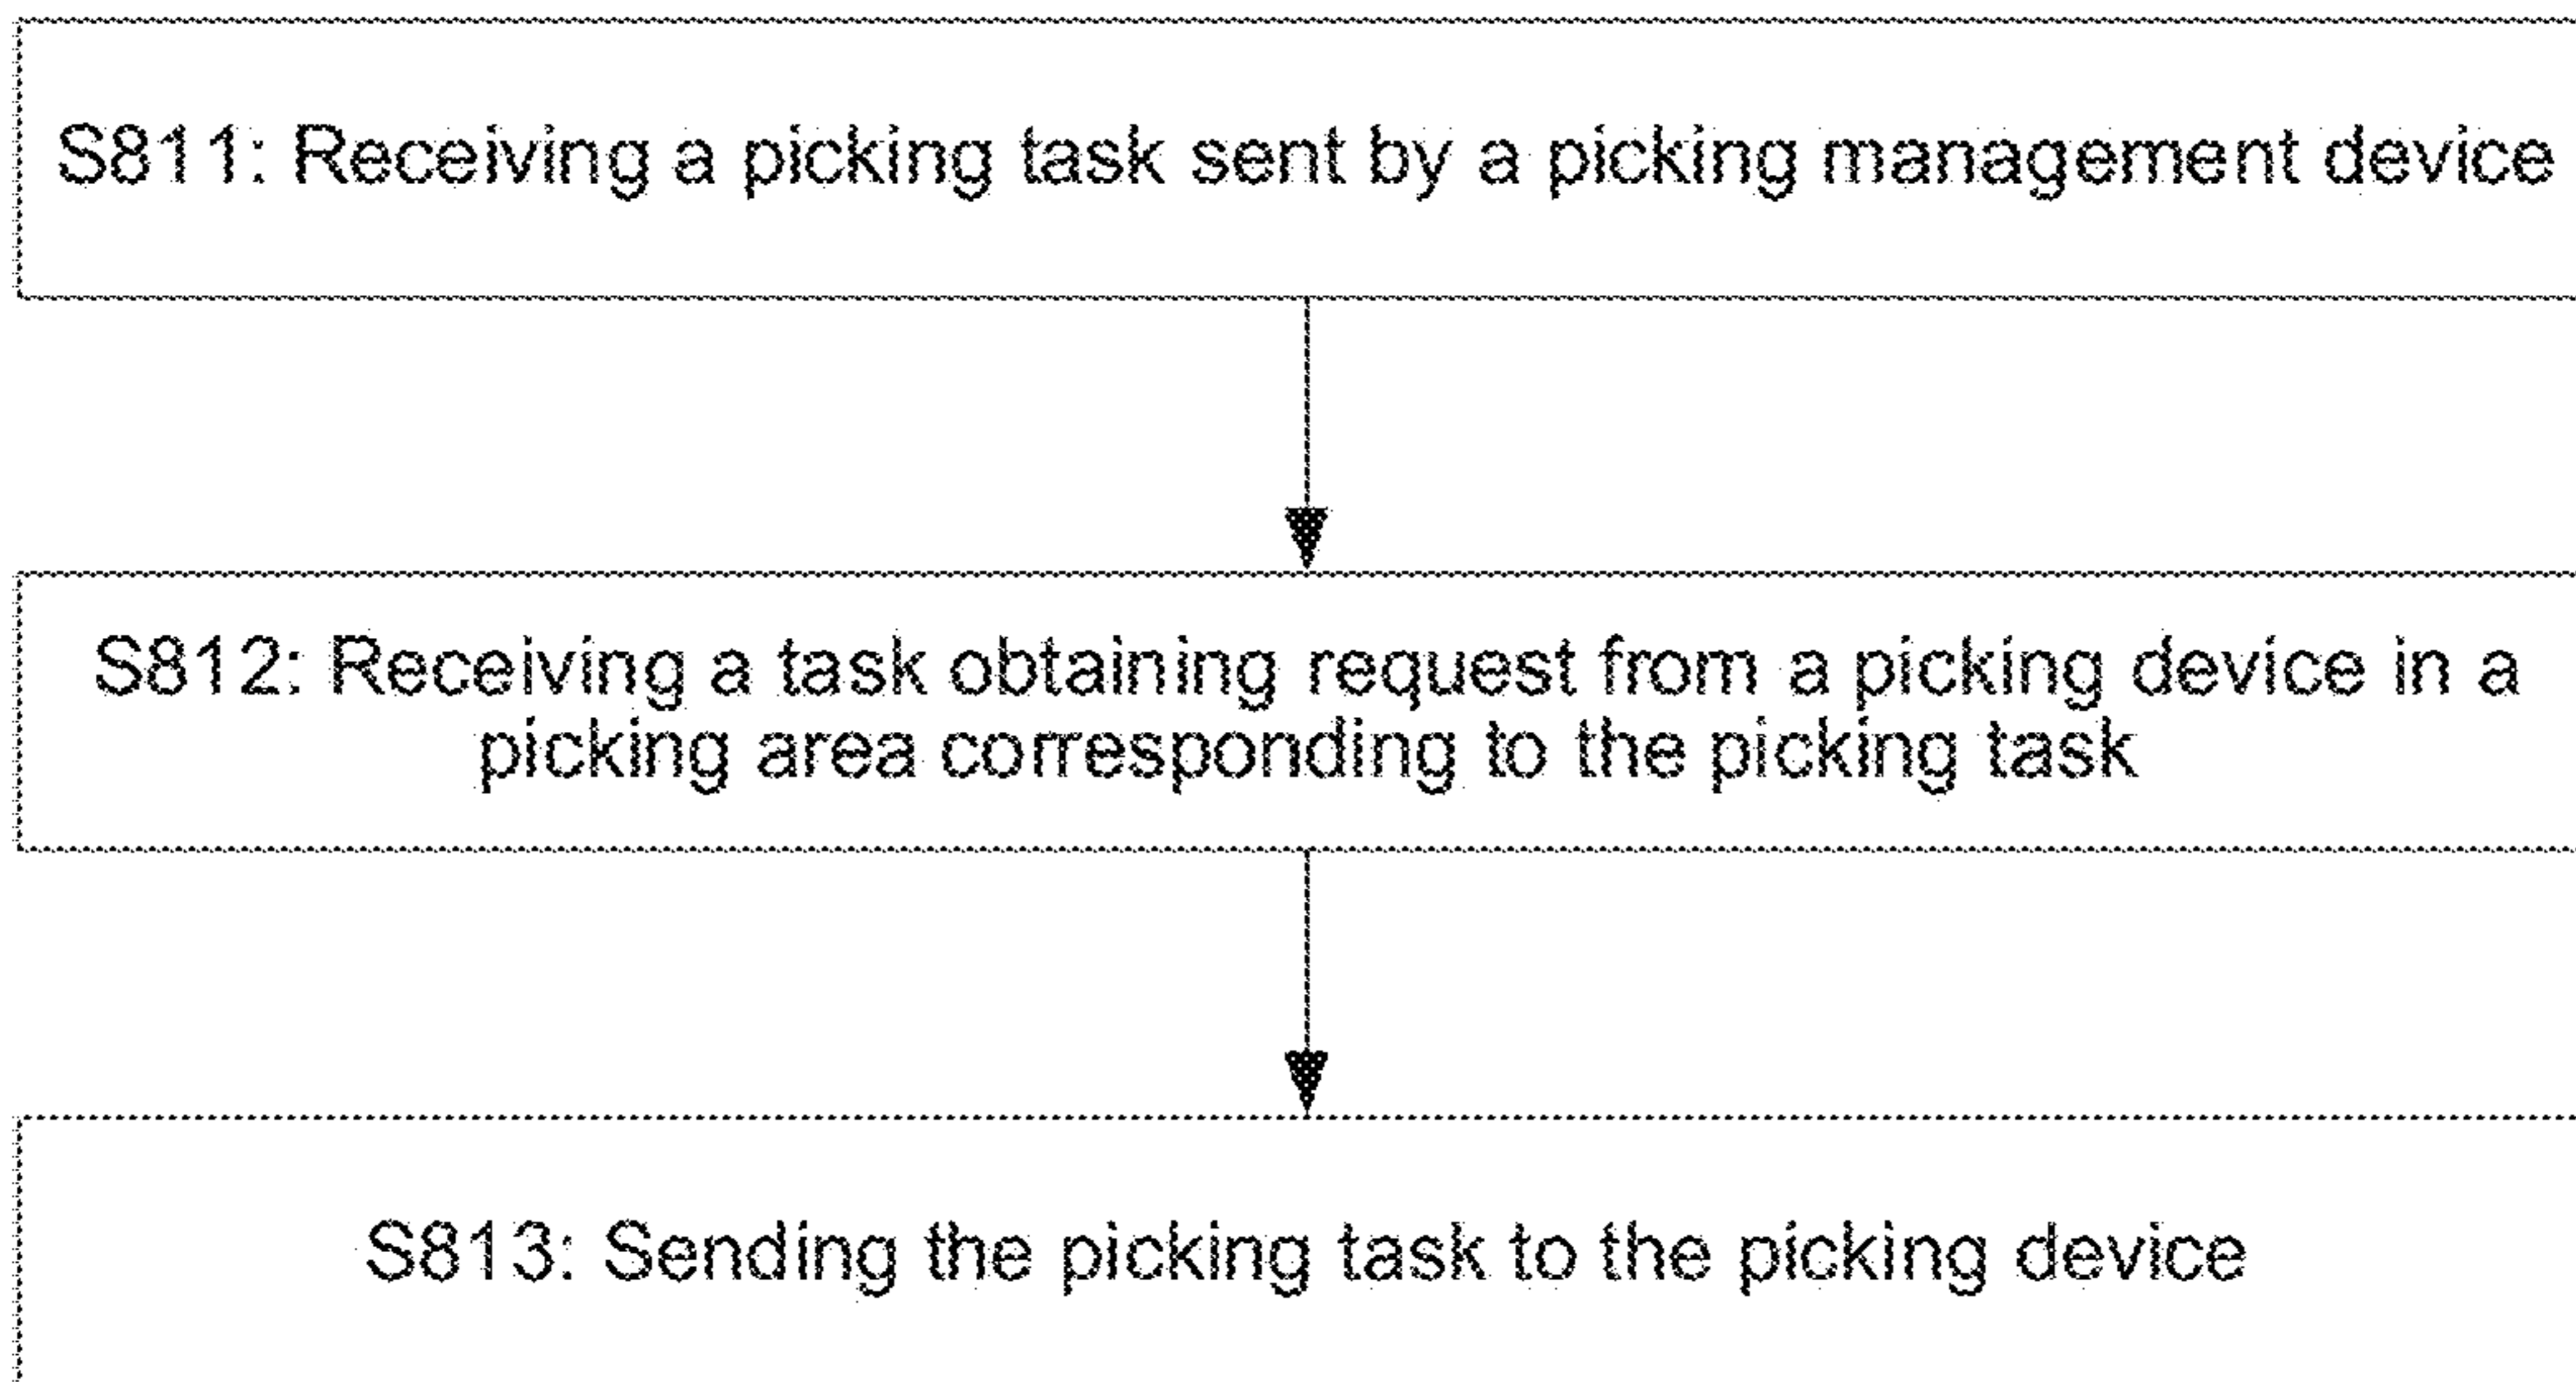 S811: Receiving a picking task sent by a picking management device
S812: Receiving a task obtaining request from a picking device in a
picking area corresponding to the picking task
S813: Sending the picking task to the picking device